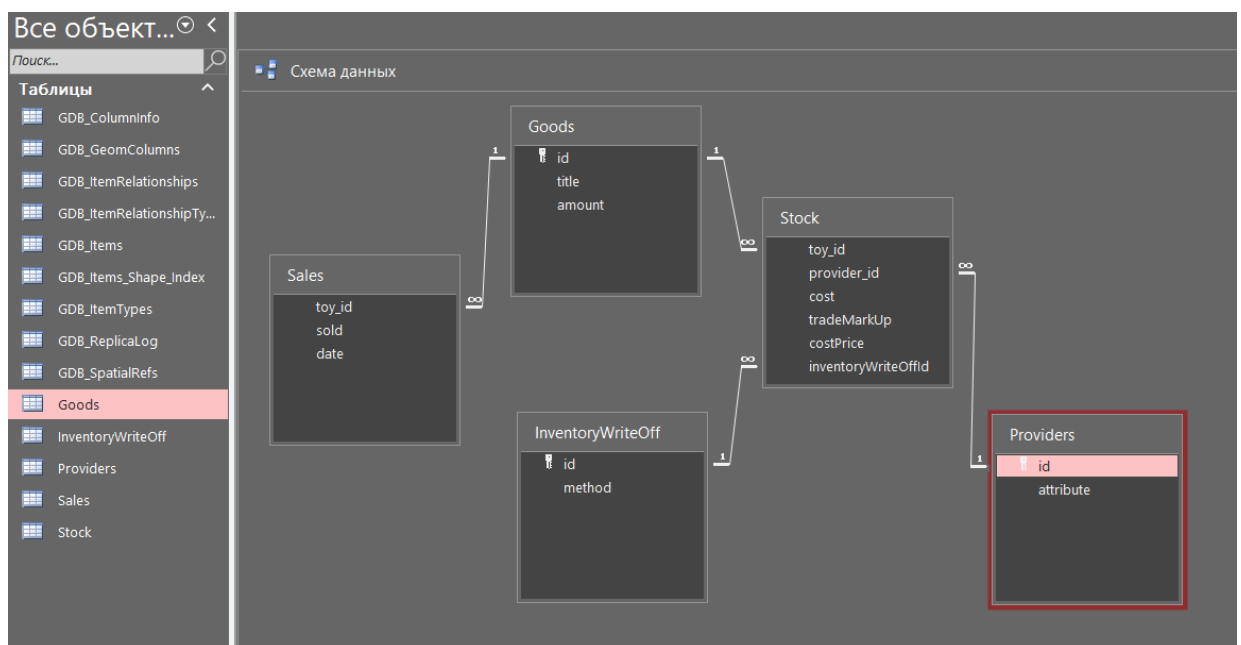 Все объект...
Поиск...
Таблицы
GDB_ColumnInfo
GDB_GeomColumns
GDB_ItemRelationships
GDB_ItemRelationshipTy...
GDB_Items
GDB_Items_Shape_Index
GDB_ItemTypes
GDB_ReplicaLog
GDB_SpatialRefs
Goods
InventoryWriteOff
Providers
Sales
Stock
Схема данных
Goods
id
title
amount
1
1
Stock
toy_id
provider_id
cost
tradeMarkUp
costPrice
inventoryWriteOffId
∞
∞
∞
Sales
toy_id
sold
date
∞
InventoryWriteOff
id
method
1
Providers
id
attribute
1